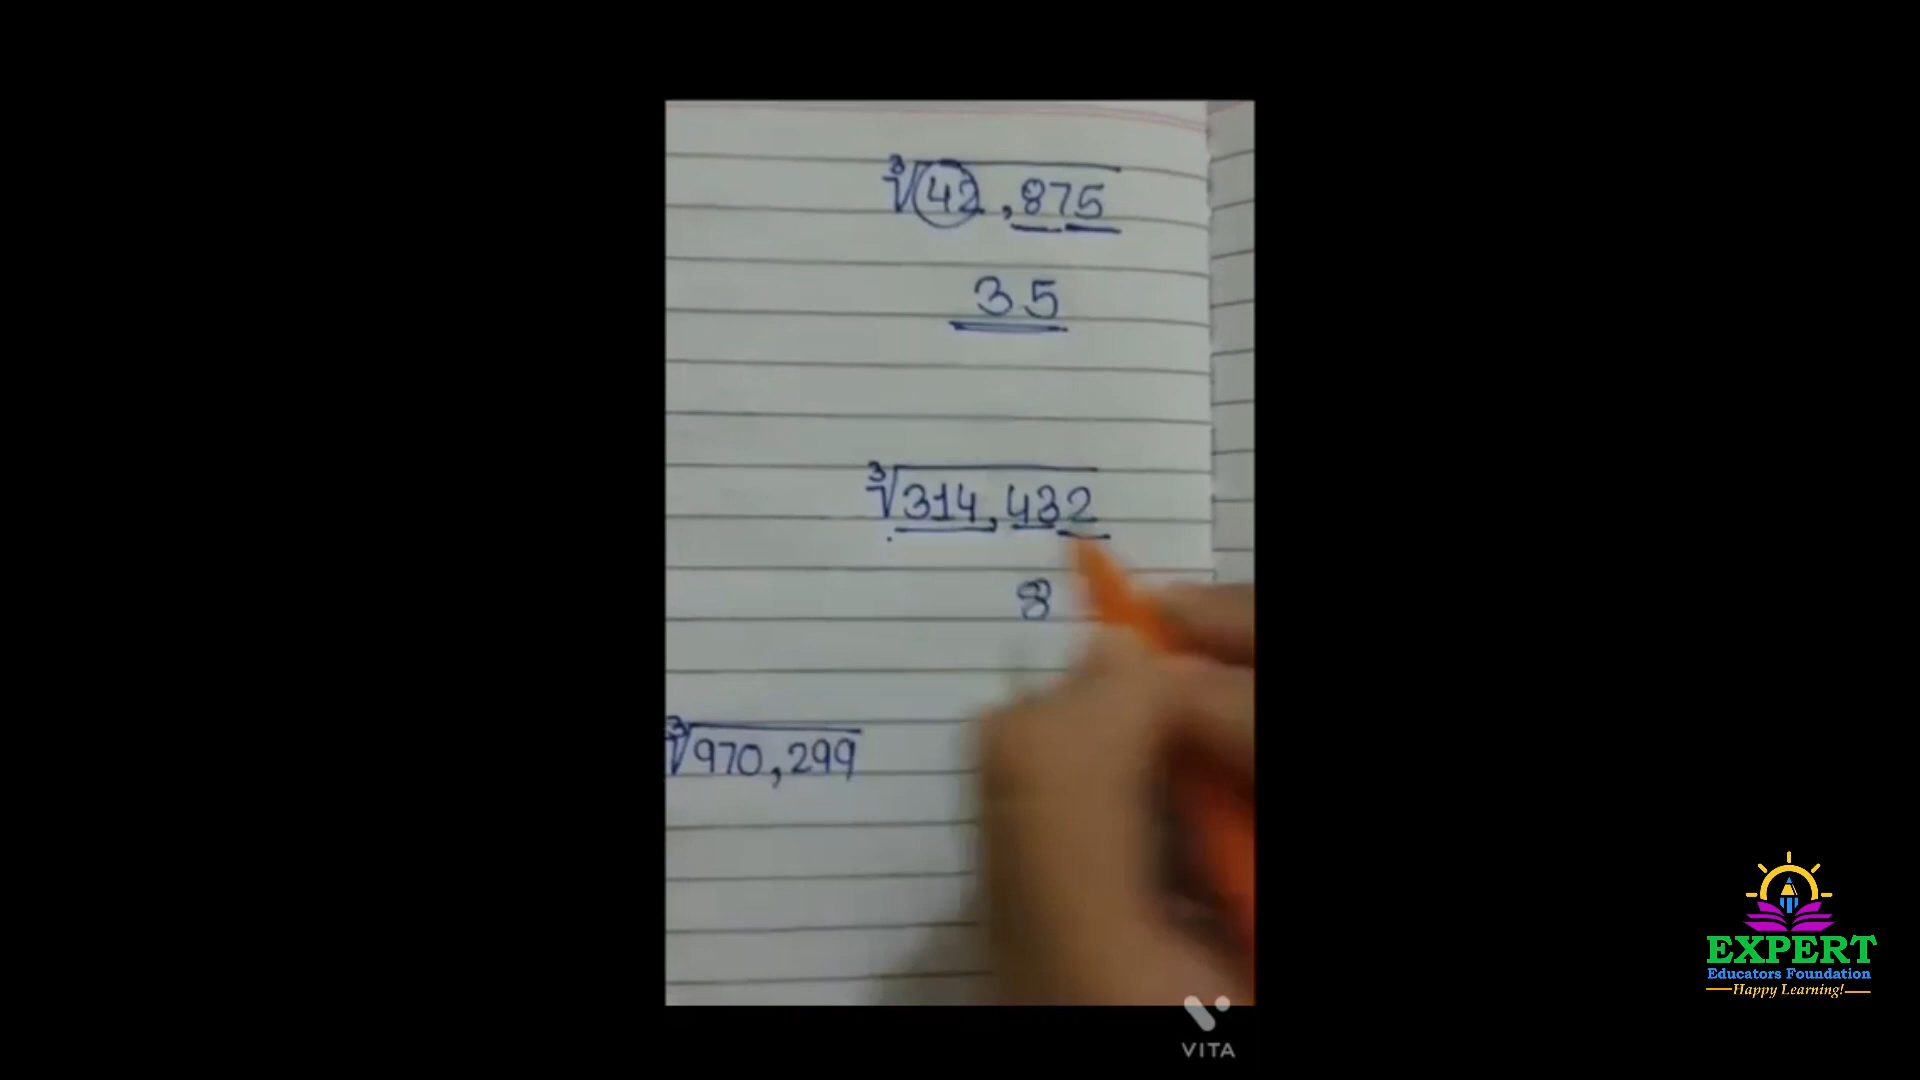 ∛42,875
35
∛314,432
8
∛970,299
EXPERT
Educators Foundation
Happy Learning!
VITA